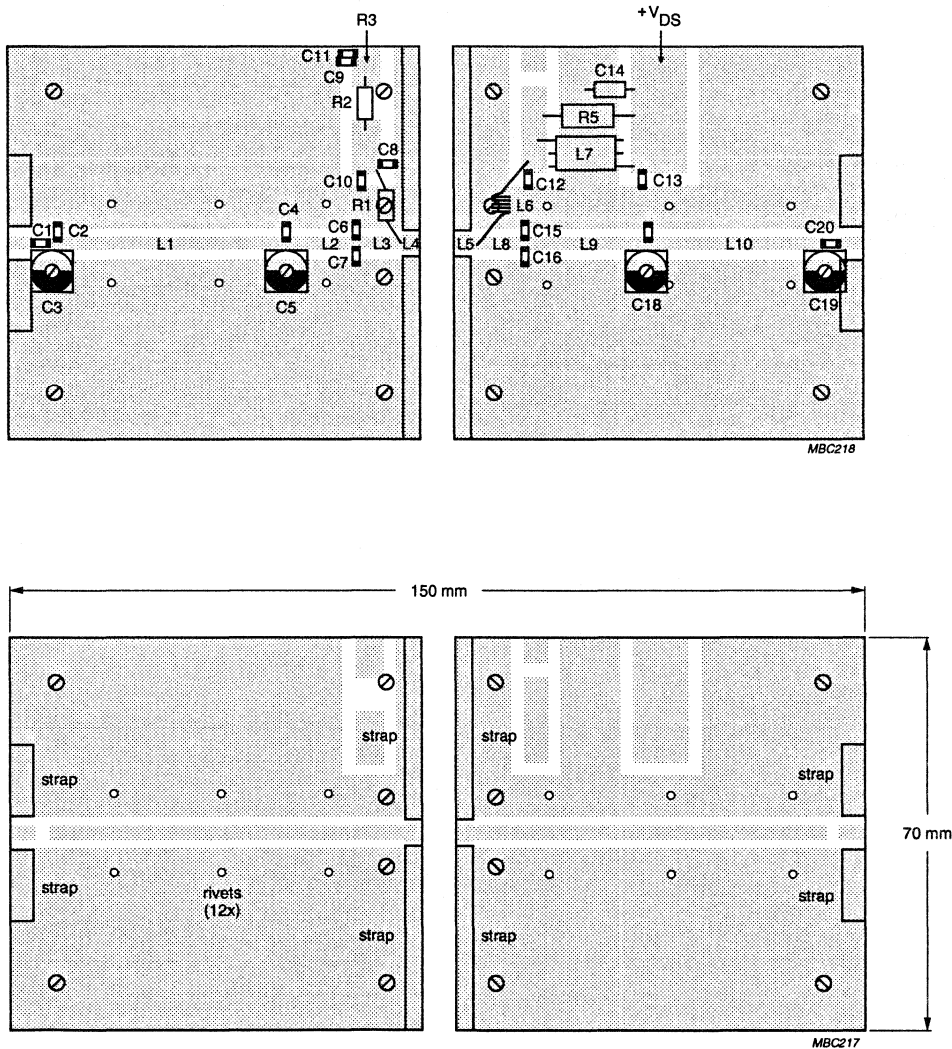 R3
+VDS
C11
C9
R2
C14
R5
L7
C8
C10
C12
C13
R1
L6
C1
C2
L1
C4
L2
C6
L3
L4
L5
L8
C15
L9
L10
C20
C7
C16
C3
C5
C18
C19
MBC218
150 mm
strap
strap
strap
strap
70 mm
strap
rivets
(12x)
strap
strap
strap
MBC217